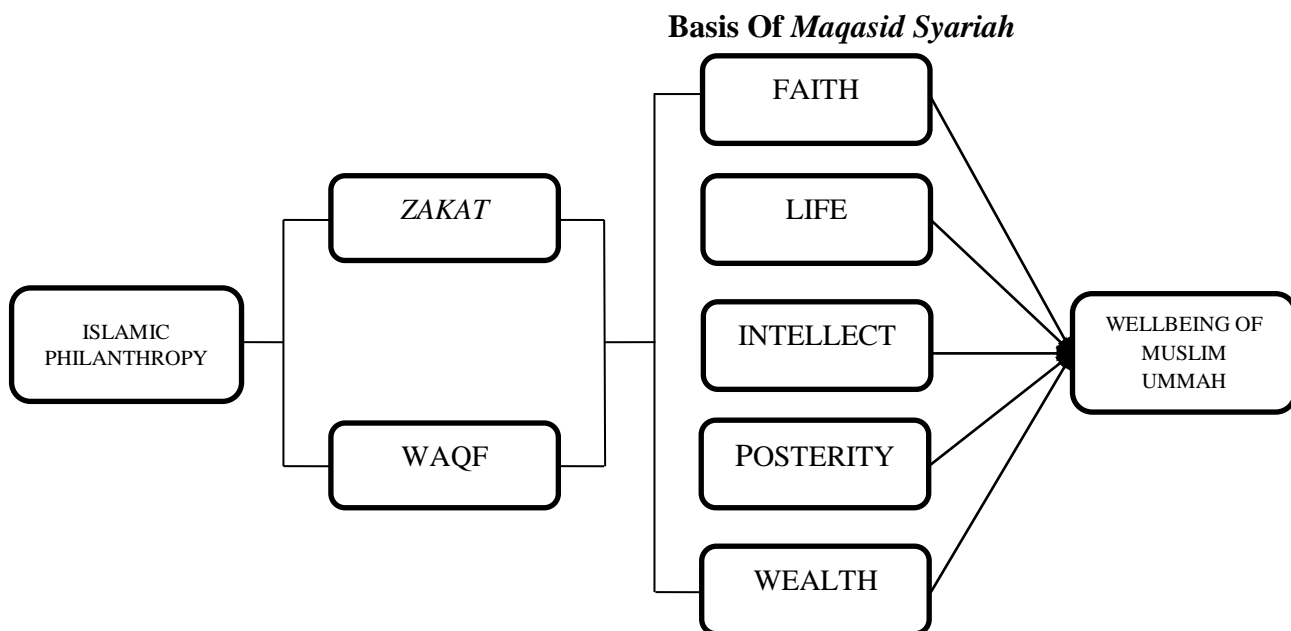 Basis Of Maqasid Syariah
FAITH
ZAKAT
LIFE
ISLAMIC
PHILANTHROPY
INTELLECT
WELLBEING OF
MUSLIM
UMMAH
WAQF
POSTERITY
WEALTH